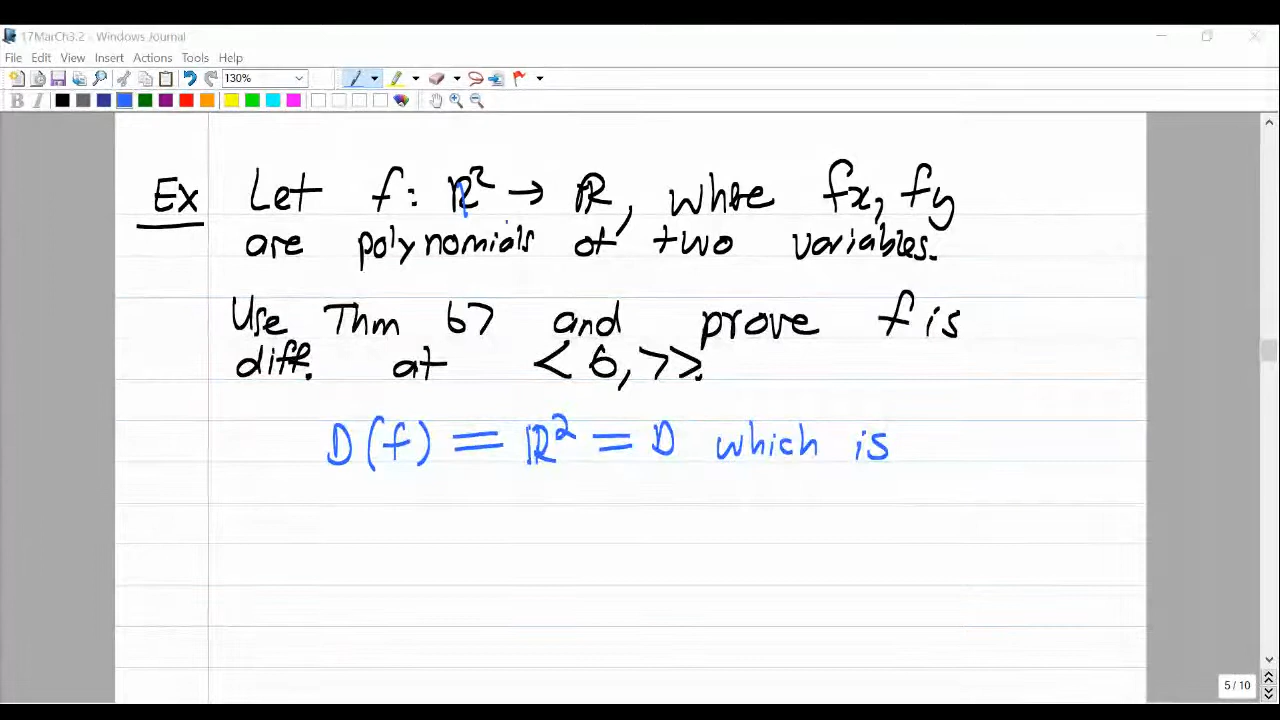 17MarCh3.2 - Windows Journal
File Edit View Insert Actions Tools Help
130%
B I
Ex Let f: ℝ² → ℝ, where fx, fy
are polynomials of two variables.
Use Thm 67 and prove f is
diff. at <6,7>.
D(f) = ℝ² = D which is
5 / 10